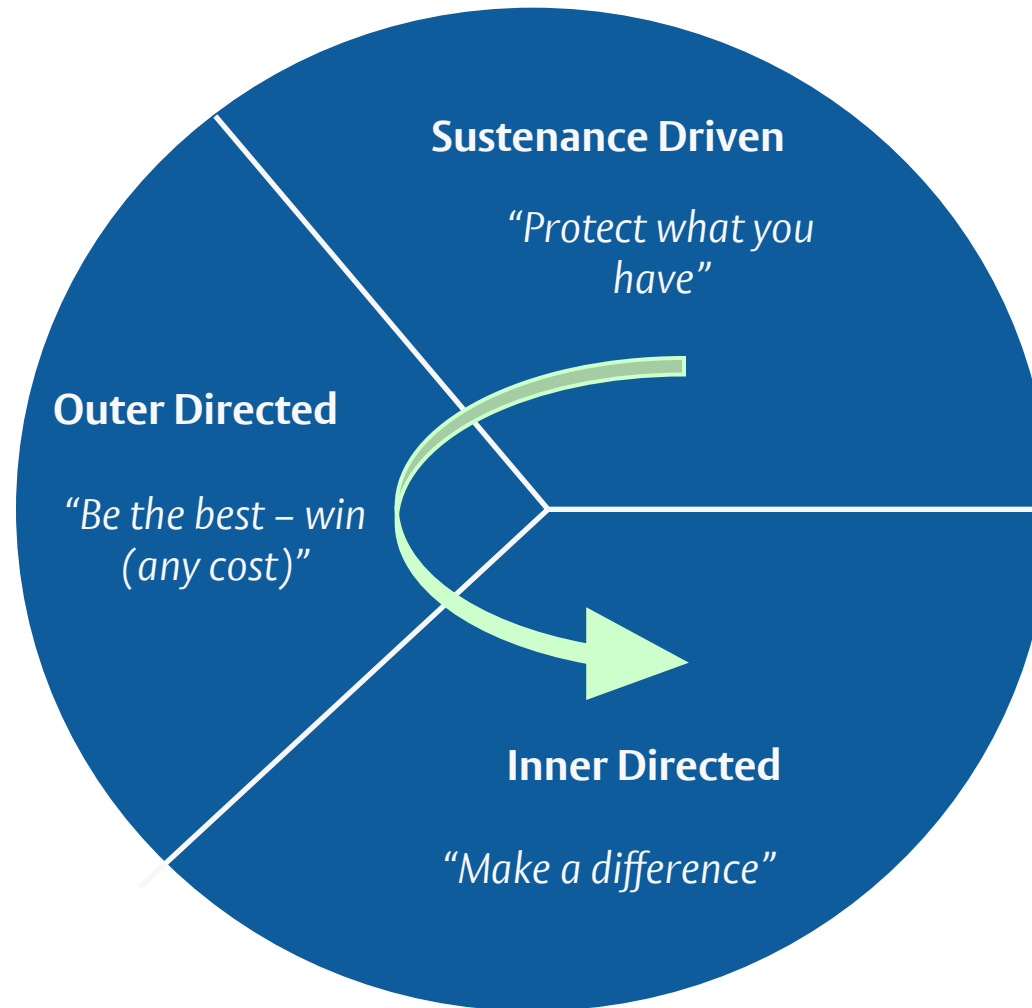 Sustenance Driven
“Protect what you
have”
Outer Directed
“Be the best – win
(any cost)”
Inner Directed
“Make a difference”